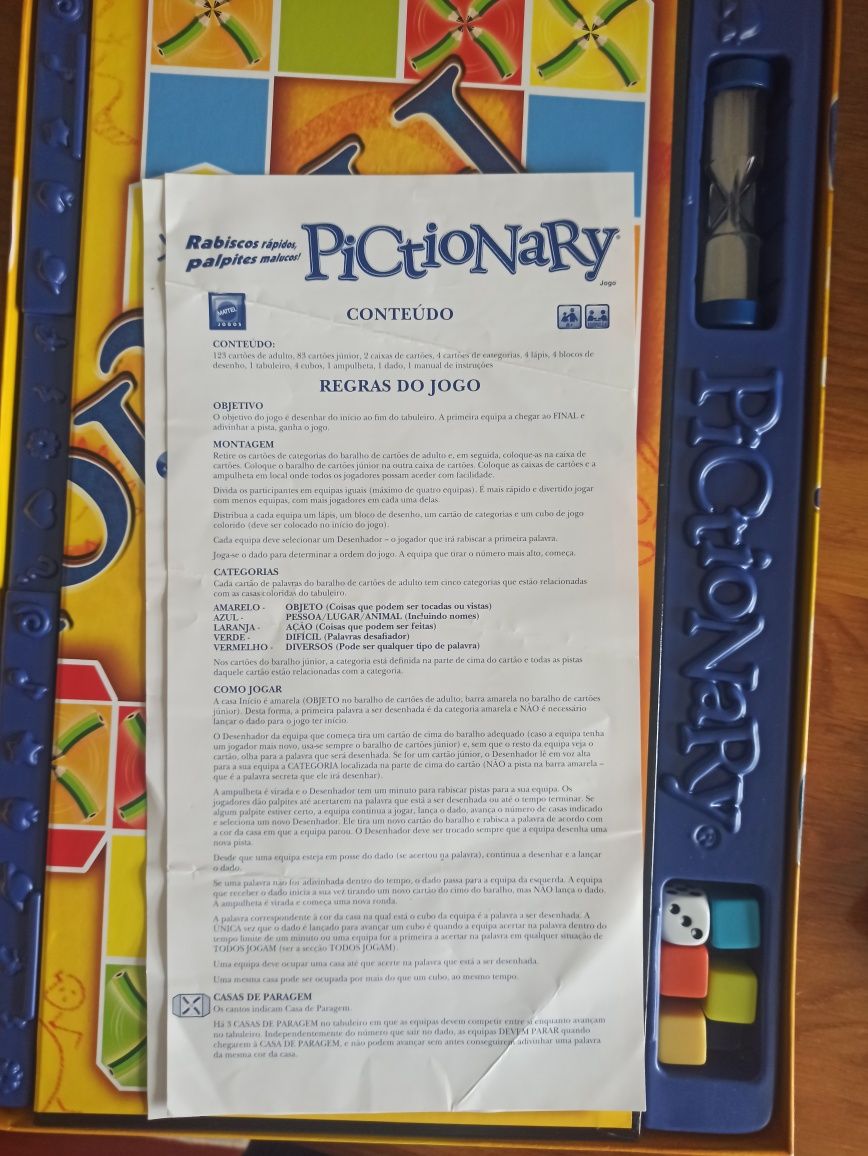 Rabiscos rápidos,
palpites malucos!
PiCtioNaRy®
Jogo
MATTEL
JOGOS
CONTEÚDO
CONTEÚDO:
123 cartões de adulto, 83 cartões júnior, 2 caixas de cartões, 4 cartões de categorias, 4 lápis, 4 blocos de
desenho, 1 tabuleiro, 4 cubos, 1 ampulheta, 1 dado, 1 manual de instruções
REGRAS DO JOGO
OBJETIVO
O objetivo do jogo é desenhar do início ao fim do tabuleiro. A primeira equipa a chegar ao FINAL e
adivinhar a pista, ganha o jogo.
MONTAGEM
Retire os cartões de categorias do baralho de cartões de adulto e, em seguida, coloque-as na caixa de
cartões. Coloque o baralho de cartões júnior na outra caixa de cartões. Coloque as caixas de cartões e a
ampulheta em local onde todos os jogadores possam aceder com facilidade.
Divida os participantes em equipas iguais (máximo de quatro equipas). É mais rápido e divertido jogar
com menos equipas, com mais jogadores em cada uma delas.
Distribua a cada equipa um lápis, um bloco de desenho, um cartão de categorias e um cubo de jogo
colorido (deve ser colocado no início do jogo).
Cada equipa deve selecionar um Desenhador – o jogador que irá rabiscar a primeira palavra.
Joga-se o dado para determinar a ordem do jogo. A equipa que tirar o número mais alto, começa.
CATEGORIAS
Cada cartão de palavras do baralho de cartões de adulto tem cinco categorias que estão relacionadas
com as casas coloridas do tabuleiro.
AMARELO - OBJETO (Coisas que podem ser tocadas ou vistas)
AZUL - PESSOA/LUGAR/ANIMAL (Incluindo nomes)
LARANJA - AÇÃO (Coisas que podem ser feitas)
VERDE - DIFÍCIL (Palavras desafiador)
VERMELHO - DIVERSOS (Pode ser qualquer tipo de palavra)
Nos cartões do baralho júnior, a categoria está definida na parte de cima do cartão e todas as pistas
daquele cartão estão relacionadas com a categoria.
COMO JOGAR
A casa Início é amarela (OBJETO no baralho de cartões de adulto, barra amarela no baralho de cartões
júnior). Desta forma, a primeira palavra a ser desenhada é da categoria amarela e NÃO é necessário
lançar o dado para o jogo ter início.
O Desenhador da equipa que começa tira um cartão de cima do baralho adequado (caso a equipa tenha
um jogador mais novo, usa-se sempre o baralho de cartões júnior) e, sem que o resto da equipa veja o
cartão, olha para a palavra que será desenhada. Se for um cartão júnior, o Desenhador lê em voz alta
para a sua equipa a CATEGORIA localizada na parte de cima do cartão (NÃO a pista na barra amarela –
que é a palavra secreta que ele irá desenhar).
A ampulheta é virada e o Desenhador tem um minuto para rabiscar pistas para a sua equipa. Os
jogadores dão palpites até acertarem na palavra que está a ser desenhada ou até o tempo terminar. Se
algum palpite estiver certo, a equipa continua a jogar, lança o dado, avança o número de casas indicado
e seleciona um novo Desenhador. Ele tira um novo cartão do baralho e rabisca a palavra de acordo com
a cor da casa em que a equipa parou. O Desenhador deve ser trocado sempre que a equipa desenha uma
nova pista.
Desde que uma equipa esteja em posse do dado (se acertou na palavra), continua a desenhar e a lançar
o dado.
Se uma palavra não for adivinhada dentro do tempo, o dado passa para a equipa da esquerda. A equipa
que receber o dado inicia a sua vez tirando um novo cartão do cimo do baralho, mas NÃO lança o dado.
A ampulheta é virada e começa uma nova ronda.
A palavra correspondente à cor da casa na qual está o cubo da equipa é a palavra a ser desenhada. A
ÚNICA vez que o dado é lançado para avançar um cubo é quando a equipa acertar na palavra dentro do
tempo limite de um minuto ou uma equipa for a primeira a acertar na palavra em qualquer situação de
TODOS JOGAM (ver a secção TODOS JOGAM).
Uma equipa deve ocupar uma casa até que acerte na palavra que está a ser desenhada.
Uma mesma casa pode ser ocupada por mais do que um cubo, ao mesmo tempo.
CASAS DE PARAGEM
Os cantos indicam Casa de Paragem.
Há 3 CASAS DE PARAGEM no tabuleiro em que as equipas devem competir entre si enquanto avançam
no tabuleiro. Independentemente do número que sair no dado, as equipas DEVEM PARAR quando
chegarem à CASA DE PARAGEM, e não podem avançar sem antes conseguirem adivinhar uma palavra
da mesma cor da casa.
PiCtioNaRy®